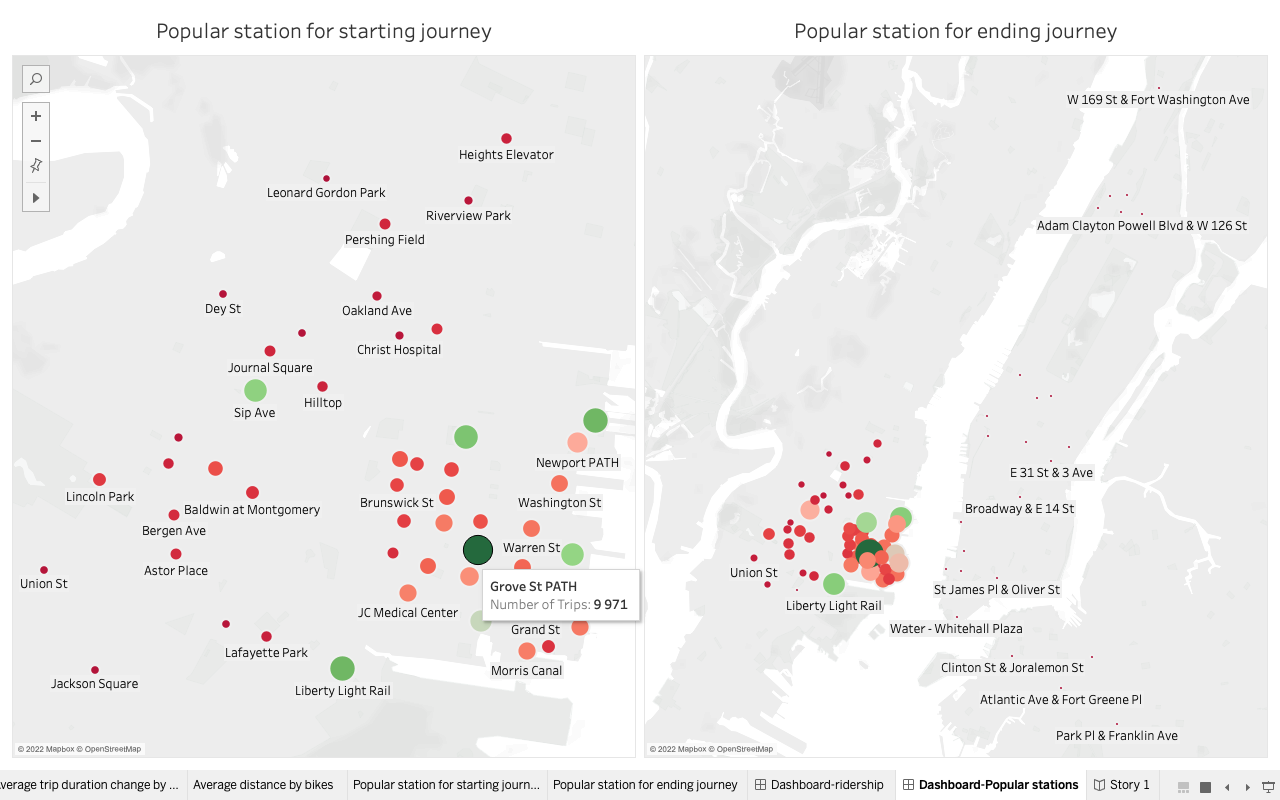 Popular station for starting journey
Popular station for ending journey
Heights Elevator
Leonard Gordon Park
Riverview Park
Pershing Field
Dey St
Oakland Ave
Christ Hospital
Journal Square
Sip Ave
Hilltop
Newport PATH
Lincoln Park
Brunswick St
Washington St
Baldwin at Montgomery
Bergen Ave
Warren St
Astor Place
Union St
Grove St PATH
Number of Trips: 9 971
JC Medical Center
Grand St
Lafayette Park
Morris Canal
Jackson Square
Liberty Light Rail
© 2022 Mapbox © OpenStreetMap
W 169 St & Fort Washington Ave
Adam Clayton Powell Blvd & W 126 St
E 31 St & 3 Ave
Broadway & E 14 St
Union St
St James Pl & Oliver St
Liberty Light Rail
Water - Whitehall Plaza
Clinton St & Joralemon St
Atlantic Ave & Fort Greene Pl
Park Pl & Franklin Ave
© 2022 Mapbox © OpenStreetMap
verage trip duration change by ...
Average distance by bikes
Popular station for starting journ...
Popular station for ending journey
Dashboard-ridership
Dashboard-Popular stations
Story 1